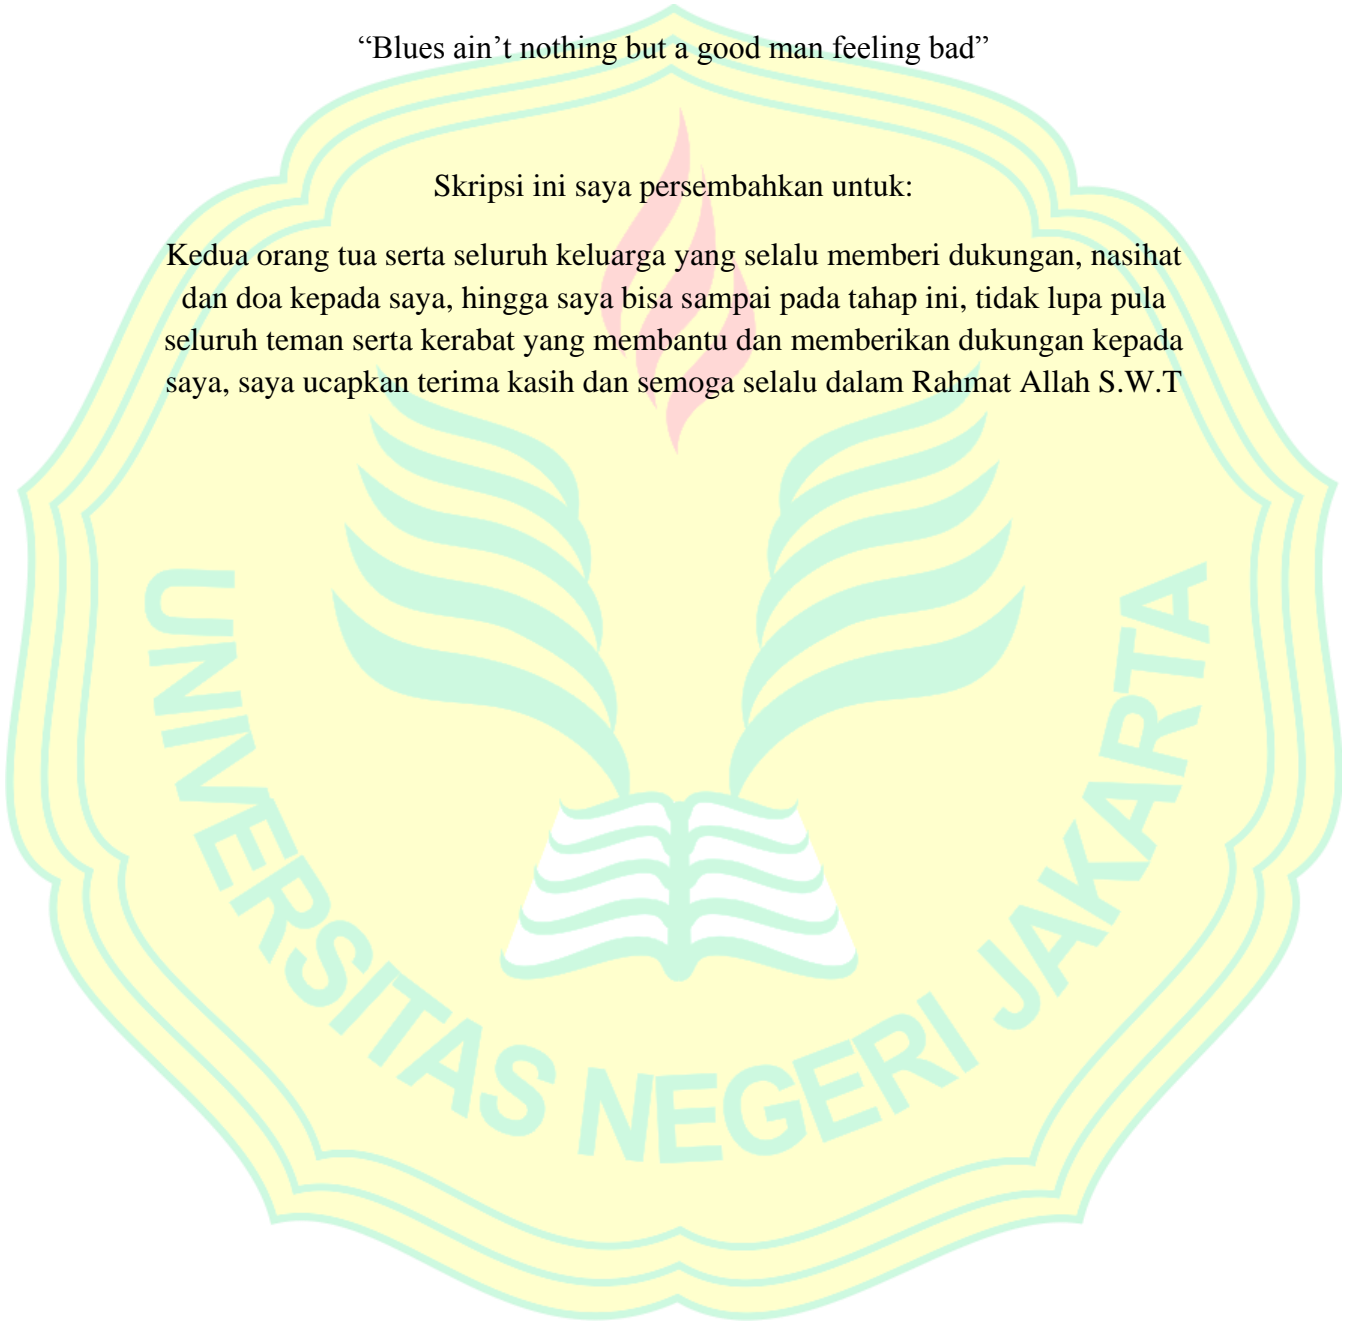 “Blues ain’t nothing but a good man feeling bad”
Skripsi ini saya persembahkan untuk:
Kedua orang tua serta seluruh keluarga yang selalu memberi dukungan, nasihat
dan doa kepada saya, hingga saya bisa sampai pada tahap ini, tidak lupa pula
seluruh teman serta kerabat yang membantu dan memberikan dukungan kepada
saya, saya ucapkan terima kasih dan semoga selalu dalam Rahmat Allah S.W.T
UNIVERSITAS NEGERI JAKARTA